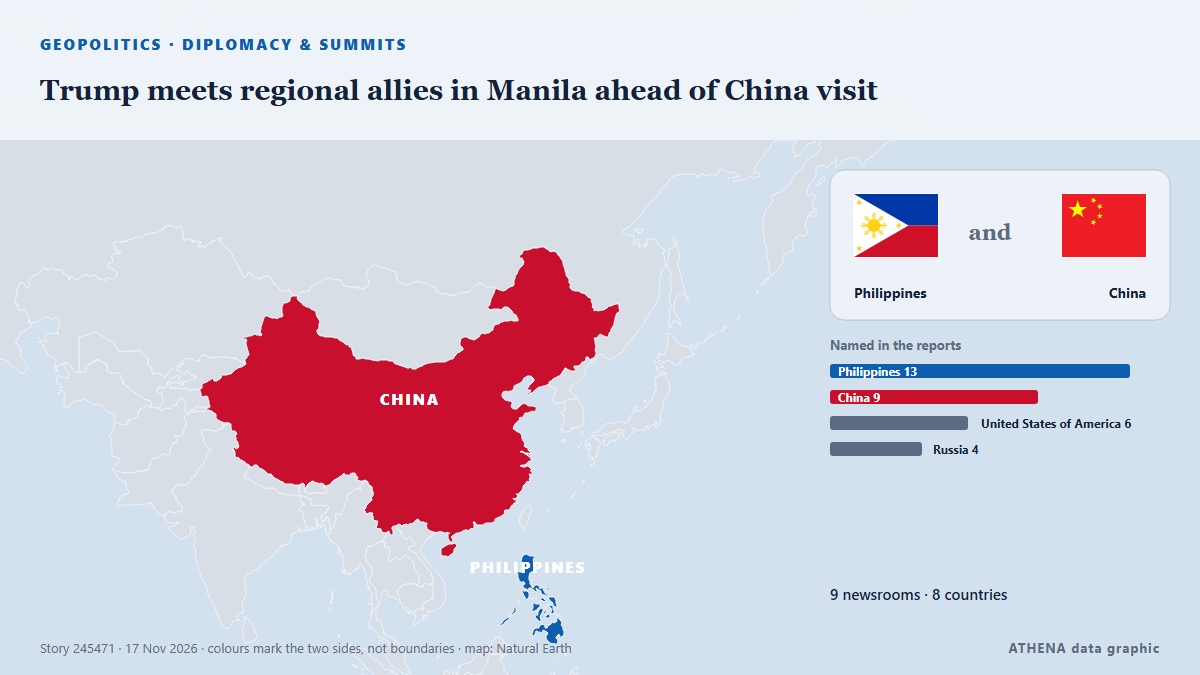 GEOPOLITICS · DIPLOMACY & SUMMITS
Trump meets regional allies in Manila ahead of China visit
and
Philippines
China
Named in the reports
Philippines 13
China 9
United States of America 6
Russia 4
CHINA
PHILIPPINES
9 newsrooms · 8 countries
Story 245471 · 17 Nov 2026 · colours mark the two sides, not boundaries · map: Natural Earth
ATHENA data graphic